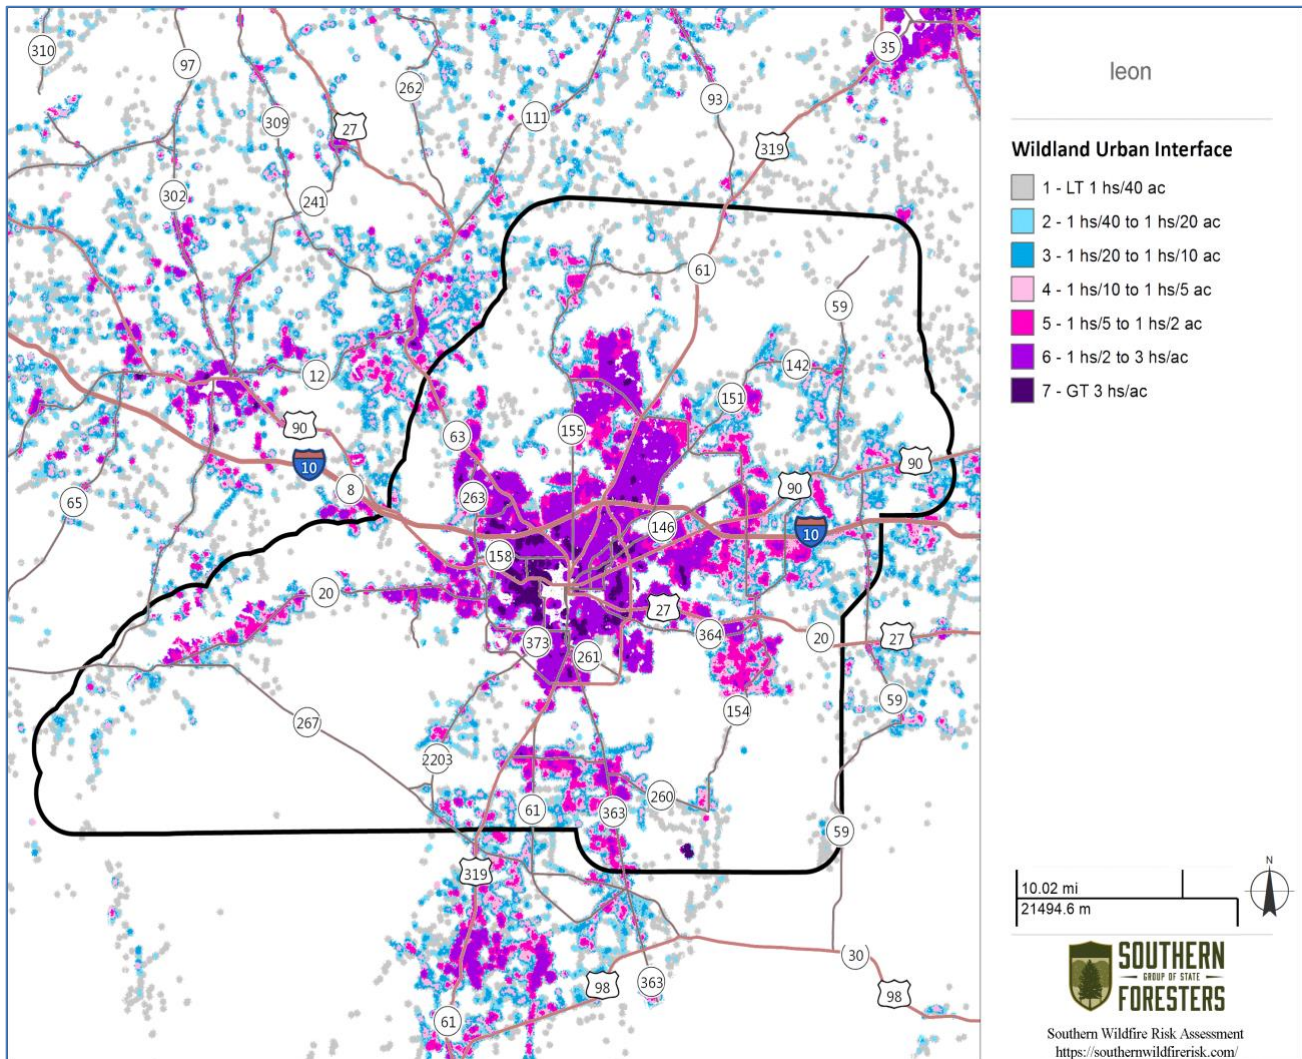 leon
Wildland Urban Interface
1 - LT 1 hs/40 ac
2 - 1 hs/40 to 1 hs/20 ac
3 - 1 hs/20 to 1 hs/10 ac
4 - 1 hs/10 to 1 hs/5 ac
5 - 1 hs/5 to 1 hs/2 ac
6 - 1 hs/2 to 3 hs/ac
7 - GT 3 hs/ac
310
97
35
262
93
309
27
111
319
302
241
61
59
12
142
151
90
63
155
90
10
65
8
263
90
146
10
158
20
27
373
364
20
27
261
59
267
154
2203
61
260
363
59
319
30
98
363
98
61
10.02 mi
21494.6 m
N
SOUTHERN
GROUP OF STATE
FORESTERS
Southern Wildfire Risk Assessment
https://southernwildfirerisk.com/